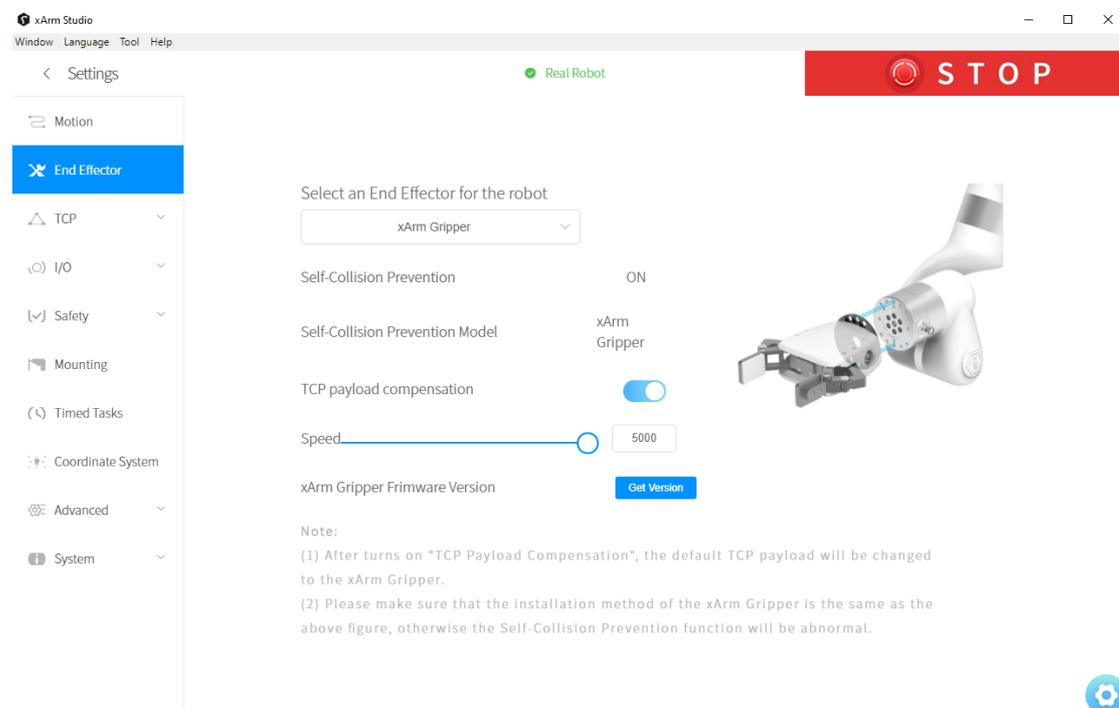 xArm Studio
Window Language Tool Help
Settings
Real Robot
STOP
Motion
End Effector
TCP
I/O
Safety
Mounting
Timed Tasks
Coordinate System
Advanced
System
Select an End Effector for the robot
xArm Gripper
Self-Collision Prevention ON
Self-Collision Prevention Model xArm
Gripper
TCP payload compensation
Speed 5000
xArm Gripper Frimware Version Get Version
Note:
(1) After turns on "TCP Payload Compensation", the default TCP payload will be changed
to the xArm Gripper.
(2) Please make sure that the installation method of the xArm Gripper is the same as the
above figure, otherwise the Self-Collision Prevention function will be abnormal.